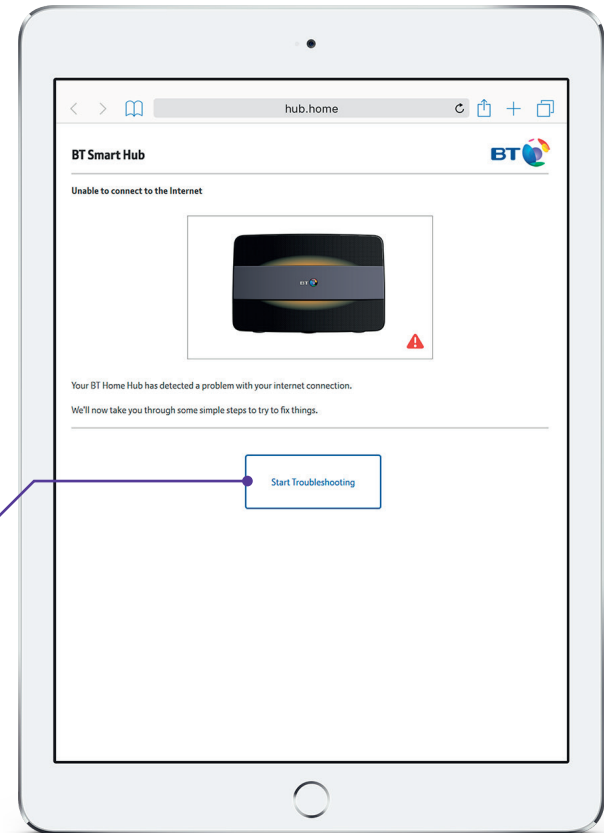 hub.home
BT Smart Hub
BT
Unable to connect to the Internet
BT
Your BT Home Hub has detected a problem with your internet connection.
We'll now take you through some simple steps to try to fix things.
Start Troubleshooting